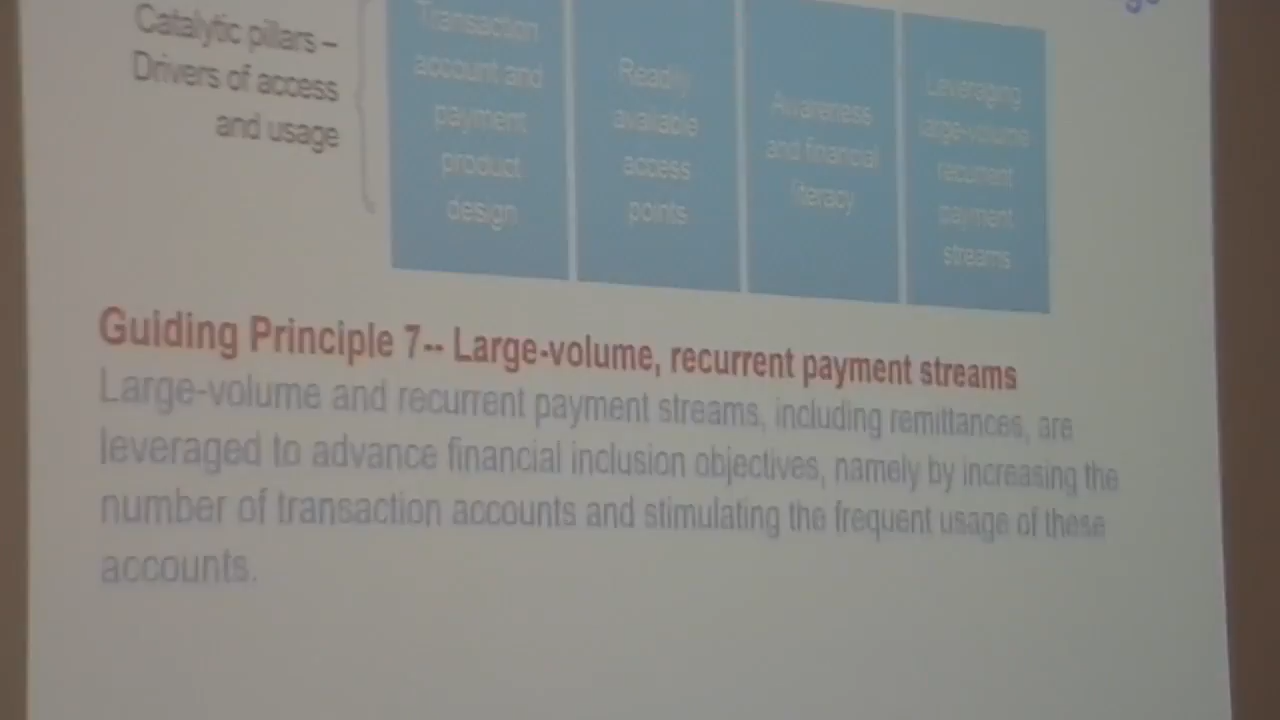 Catalytic pillars –
Drivers of access
and usage
Transaction
account and
payment
product
design
Readily
available
access
points
Awareness
and financial
literacy
Leveraging
large-volume
recurrent
payment
streams
Guiding Principle 7-- Large-volume, recurrent payment streams
Large-volume and recurrent payment streams, including remittances, are
leveraged to advance financial inclusion objectives, namely by increasing the
number of transaction accounts and stimulating the frequent usage of these
accounts.